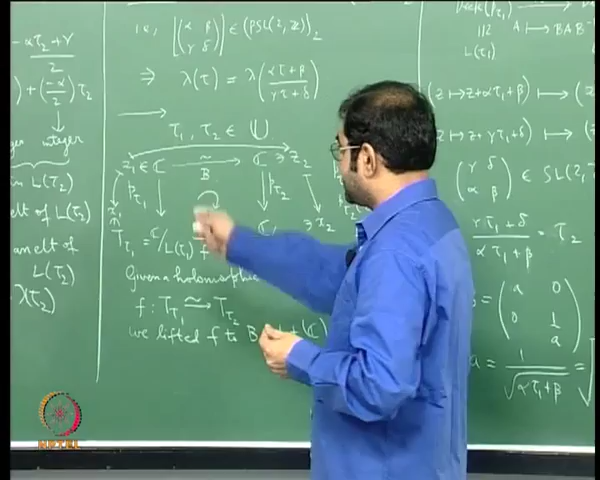 -ατ₂ + γ
) + (-α/2) τ₂
integer
in L(τ₂)
elt of L(τ₂)
an elt of
L(τ₂)
λ(τ₂)
i.e., [(α β
γ δ)] ∈ (PSL(2,ℤ))₂
⇒ λ(τ) = λ(ατ+β / γτ+δ)
τ₁, τ₂ ∈ 𝕌
z₁ ∈ ℂ ⟶ ℂ ∋ z₂
~
B
p_τ₁ p_τ₂
T_τ₁ = ℂ/L(τ₁) f
∋ x₂
Given a holomorphic
f : T_τ₁ ≅⟶ T_τ₂
we lifted f to B
L(τ₁) A ⟼ BAB⁻¹
(z ⟼ z+ατ₁+β) ⟼
(z ⟼ z+γτ₁+δ) ⟼
(γ δ
α β) ∈ SL(2,
γτ₁+δ / ατ₁+β = τ₂
= (a 0
0 1/a)
a = 1/√(ατ₁+β) =
NPTEL